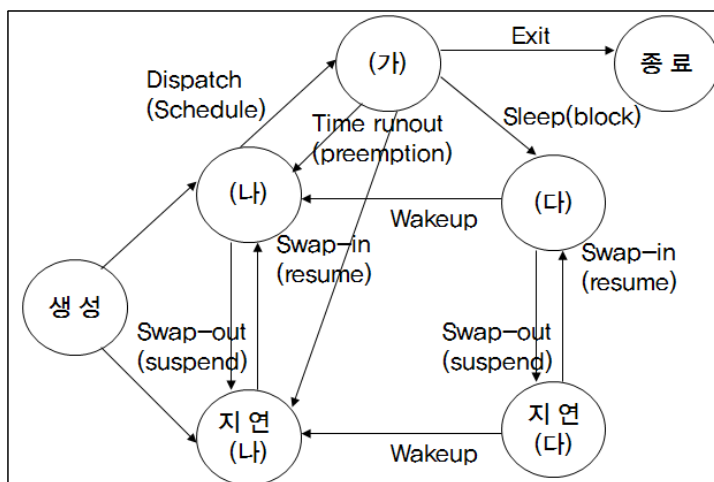 Exit
(가)
종 료
Dispatch
(Schedule)
Time runout
(preemption)
Sleep(block)
(나)
(다)
Wakeup
Swap-in
(resume)
Swap-in
(resume)
생 성
Swap-out
(suspend)
Swap-out
(suspend)
지 연
(나)
지 연
(다)
Wakeup